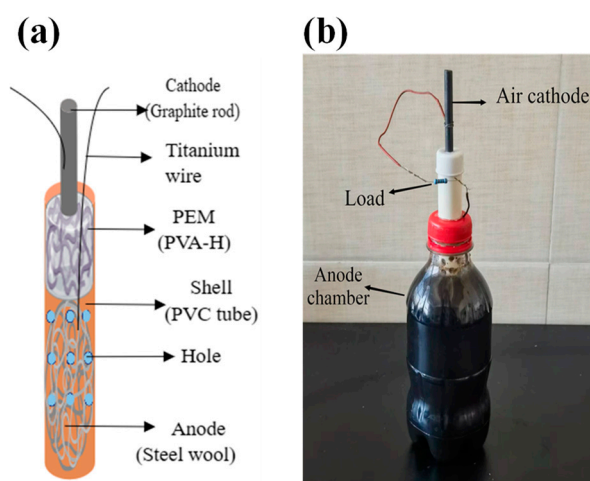 (a)
Cathode
(Graphite rod)
Titanium
wire
PEM
(PVA-H)
Shell
(PVC tube)
Hole
Anode
(Steel wool)
(b)
Air cathode
Load
Anode
chamber